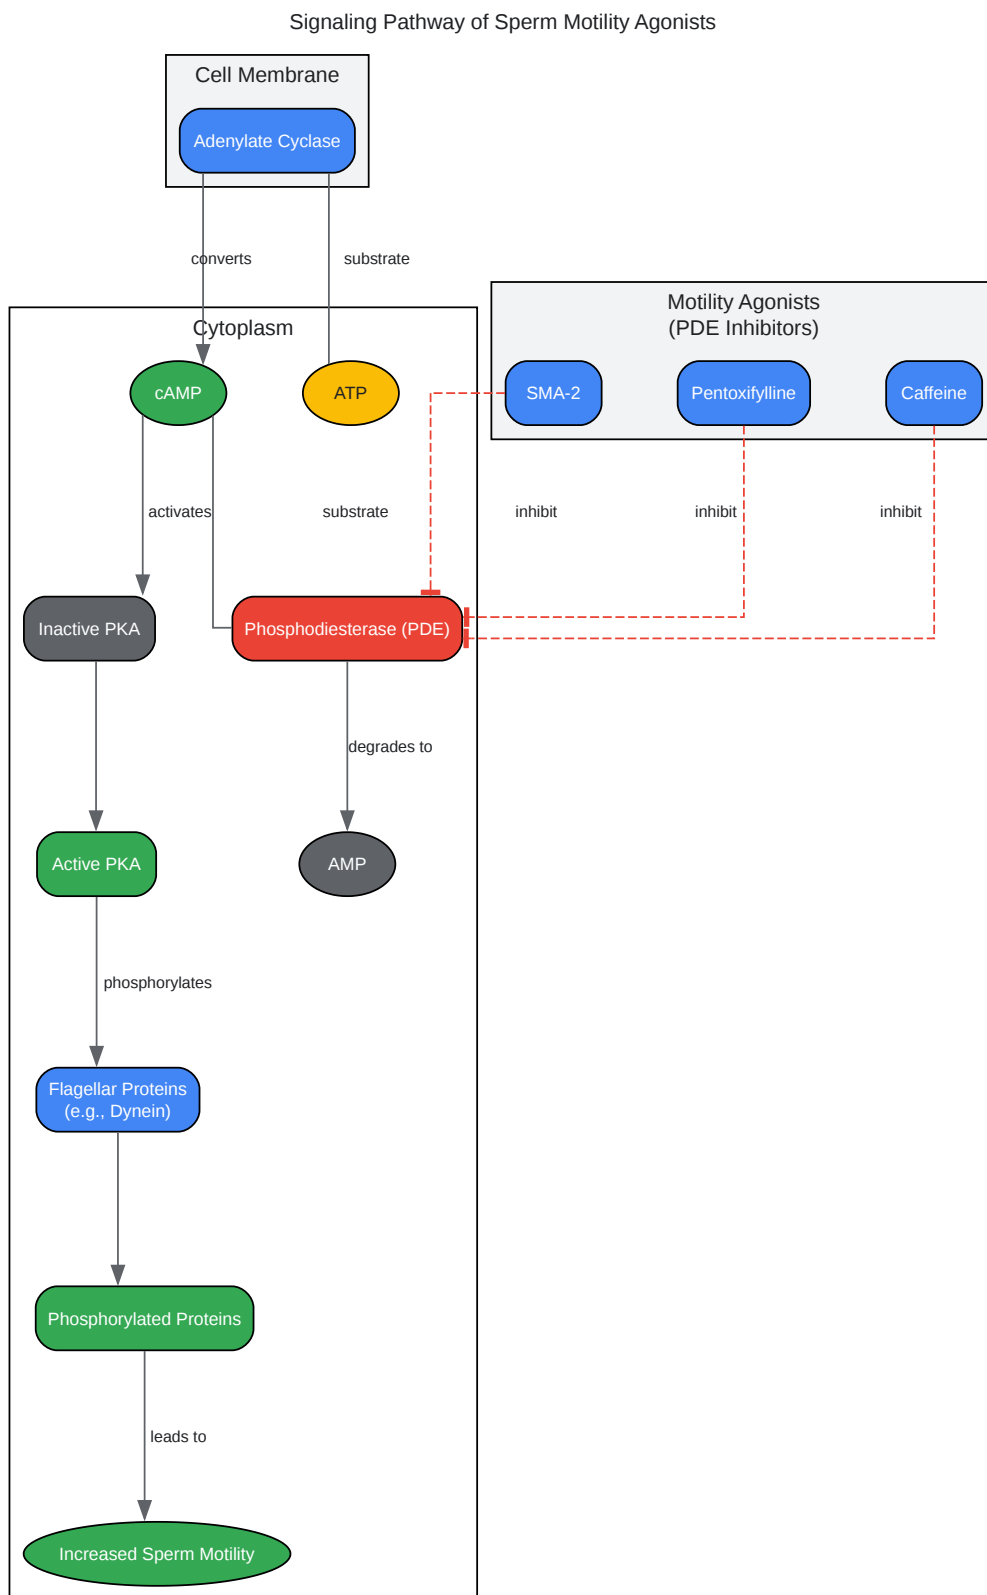 Signaling Pathway of Sperm Motility Agonists
Cell Membrane
Adenylate Cyclase
converts
substrate
Cytoplasm
Motility Agonists
(PDE Inhibitors)
cAMP
ATP
SMA-2
Pentoxifylline
Caffeine
activates
substrate
inhibit
inhibit
inhibit
Inactive PKA
Phosphodiesterase (PDE)
degrades to
Active PKA
AMP
phosphorylates
Flagellar Proteins
(e.g., Dynein)
Phosphorylated Proteins
leads to
Increased Sperm Motility